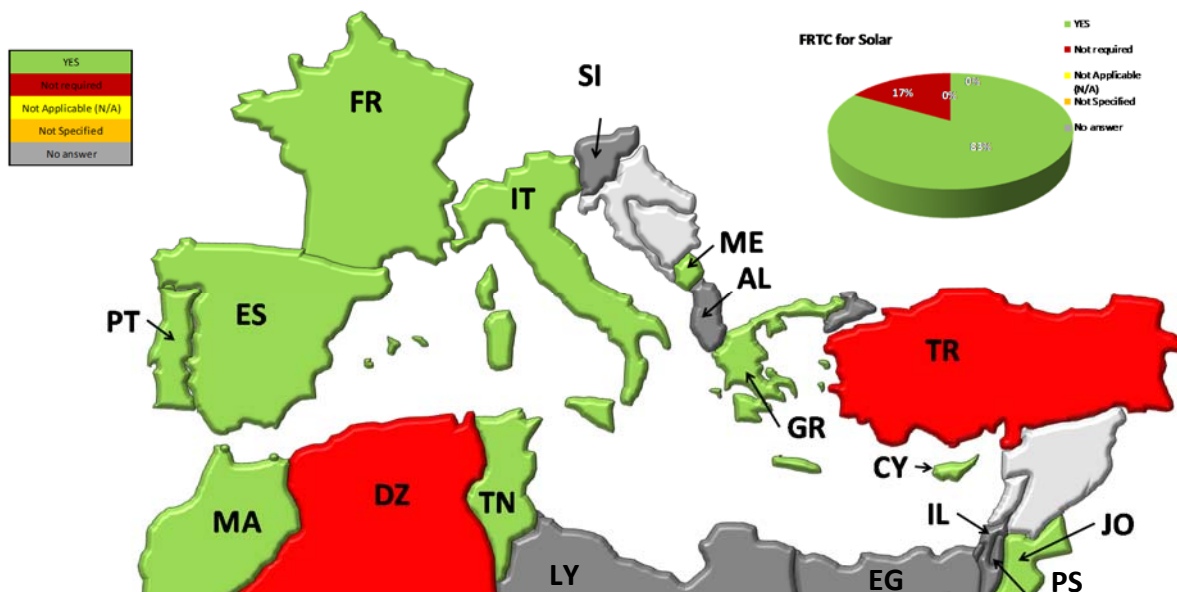 YES
Not required
Not Applicable (N/A)
Not Specified
No answer
FRTC for Solar
YES
Not required
Not Applicable
(N/A)
Not Specified
No answer
17%
0%
0%
83%
SI
FR
IT
ME
AL
PT
ES
TR
GR
CY
DZ
TN
MA
IL
JO
LY
EG
PS